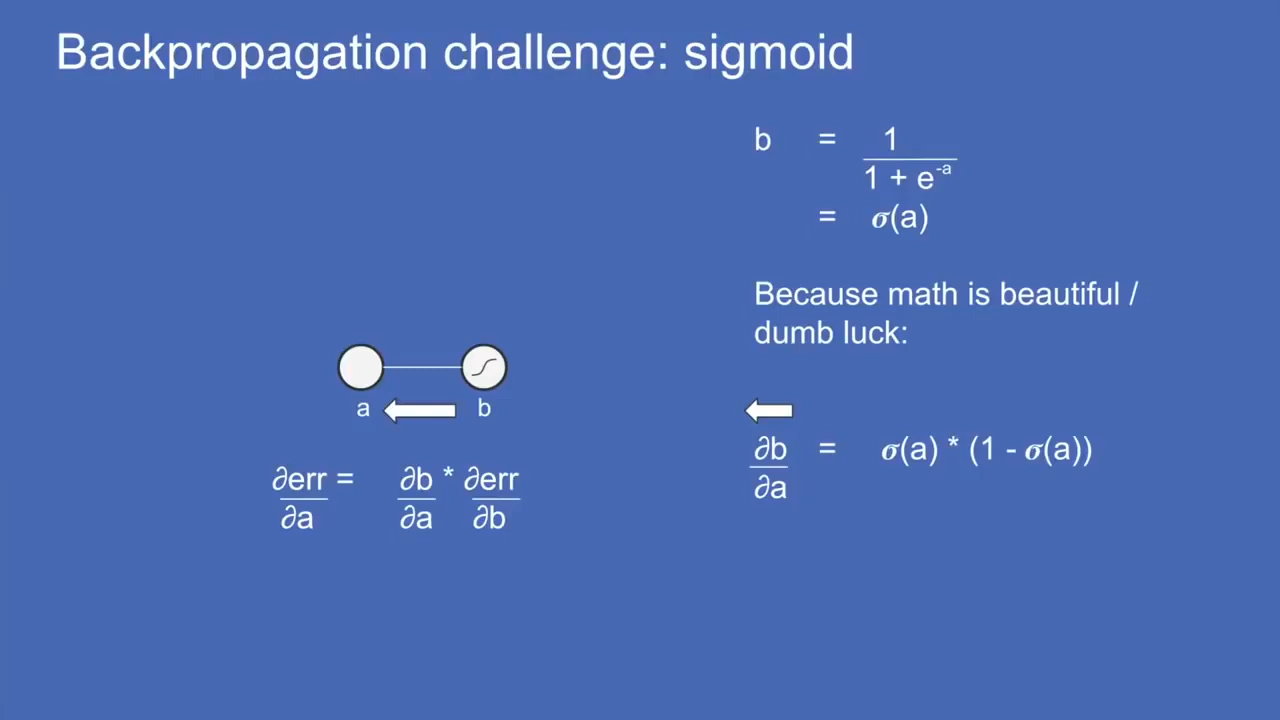 Backpropagation challenge: sigmoid
b = 1
1 + e^-a
= σ(a)
Because math is beautiful /
dumb luck:
a b
∂b = σ(a) * (1 - σ(a))
∂a
∂err = ∂b * ∂err
∂a ∂a ∂b